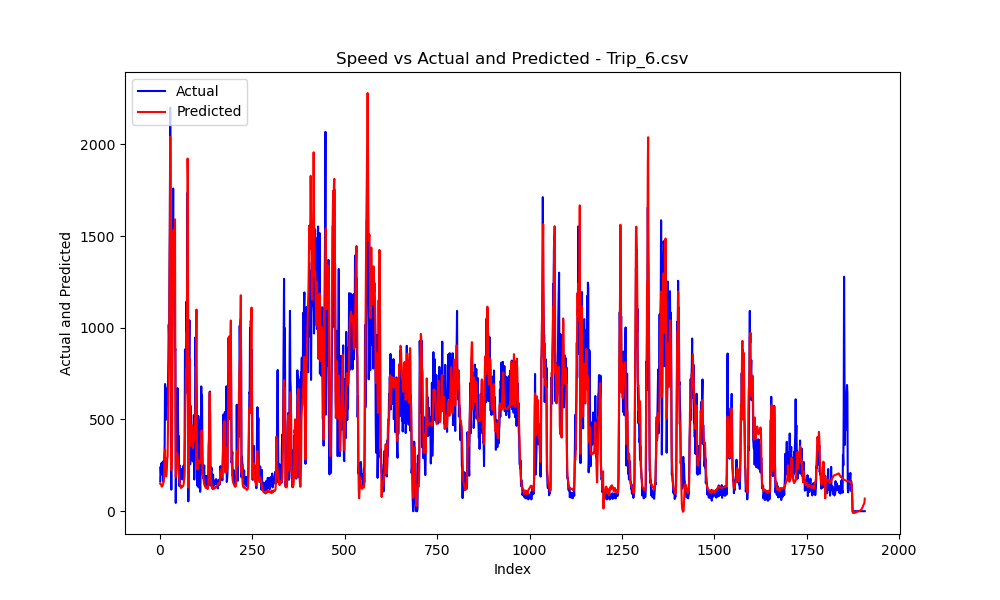 Speed vs Actual and Predicted - Trip_6.csv
Actual
Predicted
Actual and Predicted
2000
1500
1000
500
0
0 250 500 750 1000 1250 1500 1750 2000
Index